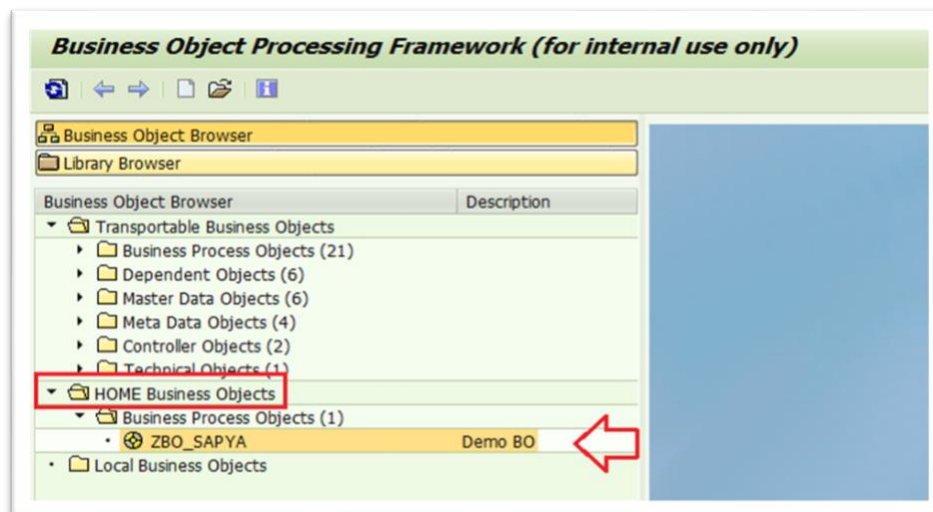 Business Object Processing Framework (for internal use only)
Business Object Browser
Library Browser
Business Object Browser Description
Transportable Business Objects
Business Process Objects (21)
Dependent Objects (6)
Master Data Objects (6)
Meta Data Objects (4)
Controller Objects (2)
Technical Objects (1)
HOME Business Objects
Business Process Objects (1)
ZBO_SAPYA Demo BO
Local Business Objects